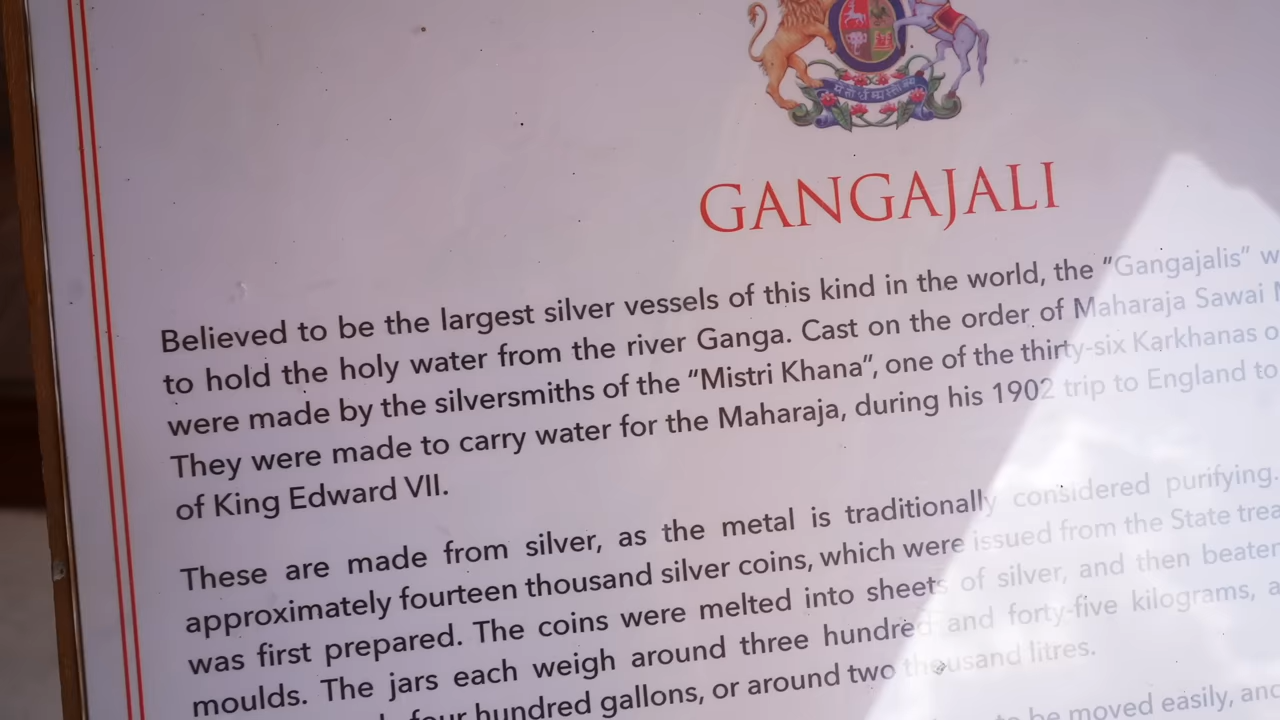 GANGAJALI
Believed to be the largest silver vessels of this kind in the world, the "Gangajalis"
to hold the holy water from the river Ganga. Cast on the order of Maharaja Sawai
were made by the silversmiths of the "Mistri Khana", one of the thirty-six Karkhanas
They were made to carry water for the Maharaja, during his 1902 trip to England to
of King Edward VII.
These are made from silver, as the metal is traditionally considered purifying.
approximately fourteen thousand silver coins, which were issued from the State
was first prepared. The coins were melted into sheets of silver, and then beaten
moulds. The jars each weigh around three hundred and forty-five kilograms,
four hundred gallons, or around two thousand litres.
to be moved easily, and